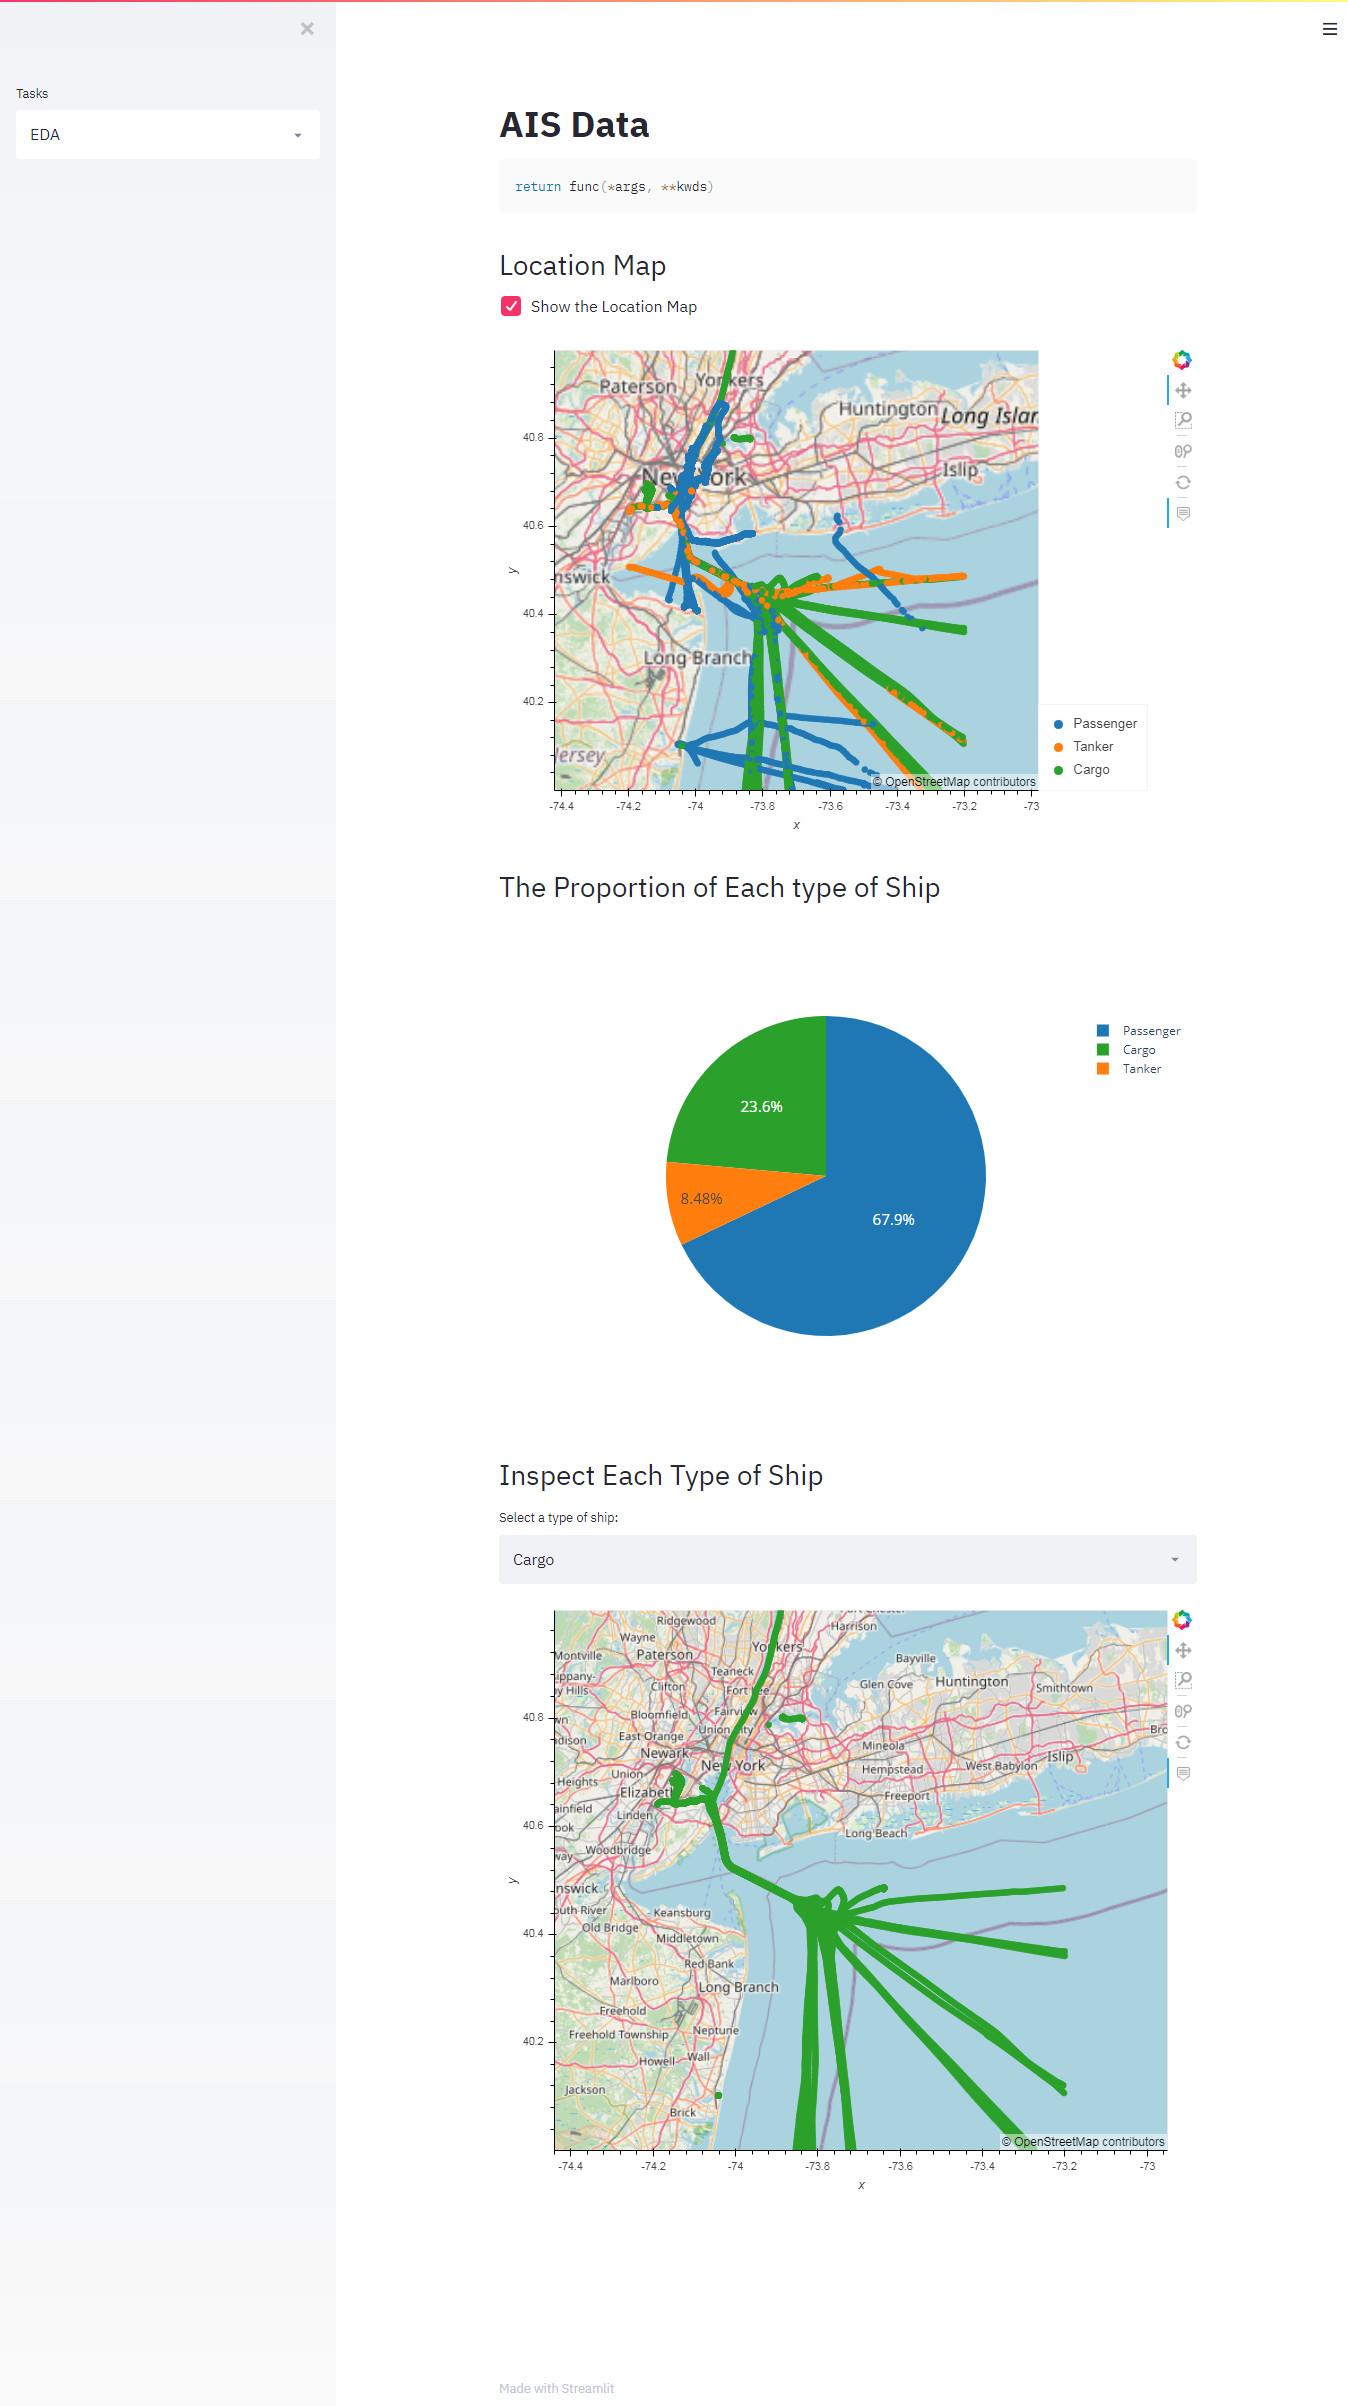 Tasks
EDA
AIS Data
return func(*args, **kwds)
Location Map
Show the Location Map
Paterson
Yonkers
Huntington
Long Islan
New York
Islip
nswick
Long Branch
Jersey
40.8
40.6
40.4
40.2
y
-74.4 -74.2 -74 -73.8 -73.6 -73.4 -73.2 -73
x
© OpenStreetMap contributors
Passenger
Tanker
Cargo
The Proportion of Each type of Ship
23.6%
8.48%
67.9%
Passenger
Cargo
Tanker
Inspect Each Type of Ship
Select a type of ship:
Cargo
Ridgewood
Harrison
Wayne
Yonkers
Montville
Paterson
Bayville
Teaneck
ippany-
y Hills
Clifton
Fort Lee
Glen Cove
Huntington
Smithtown
Bloomfield
Fairview
wn
Union City
Bro
dison
East Orange
Newark
Mineola
Islip
New York
Hempstead
West Babylon
Heights
Union
Elizabeth
Freeport
ainfield
Linden
ook
Long Beach
Woodbridge
way
nswick
outh River
Keansburg
Old Bridge
Middletown
Red Bank
Marlboro
Long Branch
Freehold
Freehold Township
Neptune
Howell
Wall
Jackson
Brick
40.8
40.6
40.4
40.2
y
© OpenStreetMap contributors
-74.4 -74.2 -74 -73.8 -73.6 -73.4 -73.2 -73
x
Made with Streamlit